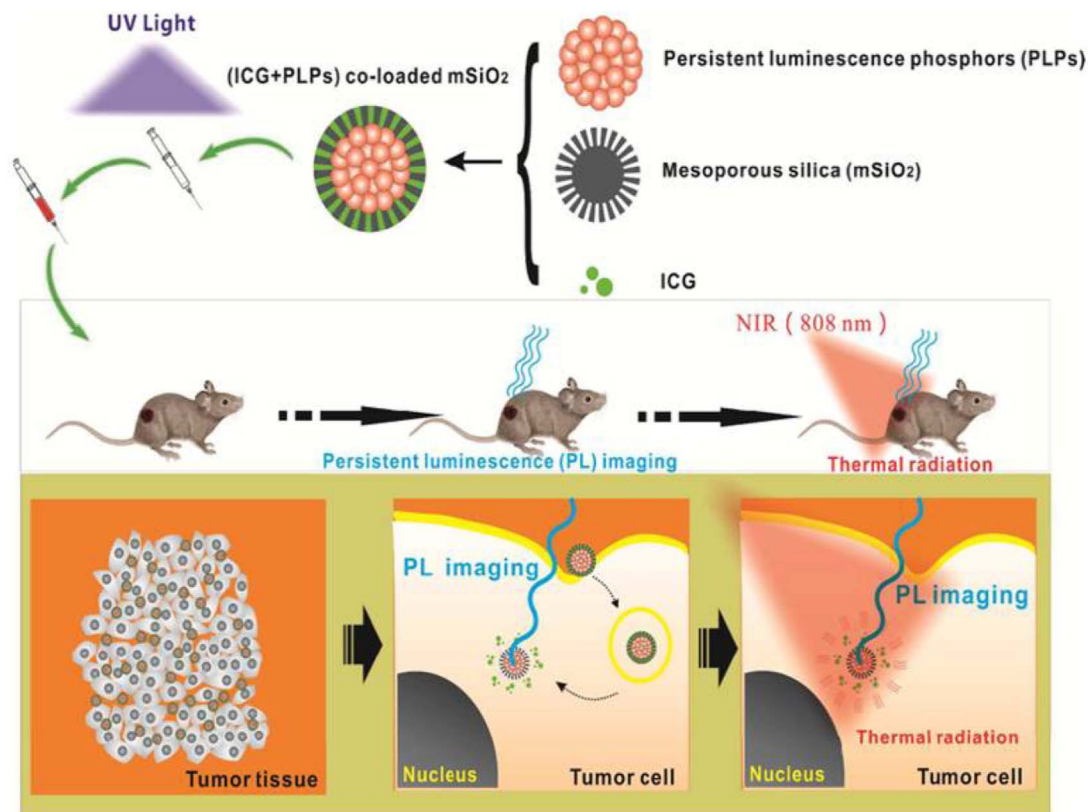 UV Light
(ICG+PLPs) co-loaded mSiO₂
Persistent luminescence phosphors (PLPs)
Mesoporous silica (mSiO₂)
ICG
NIR ( 808 nm )
Persistent luminescence (PL) imaging
Thermal radiation
Tumor tissue
PL imaging
Nucleus
Tumor cell
PL imaging
Thermal radiation
Nucleus
Tumor cell